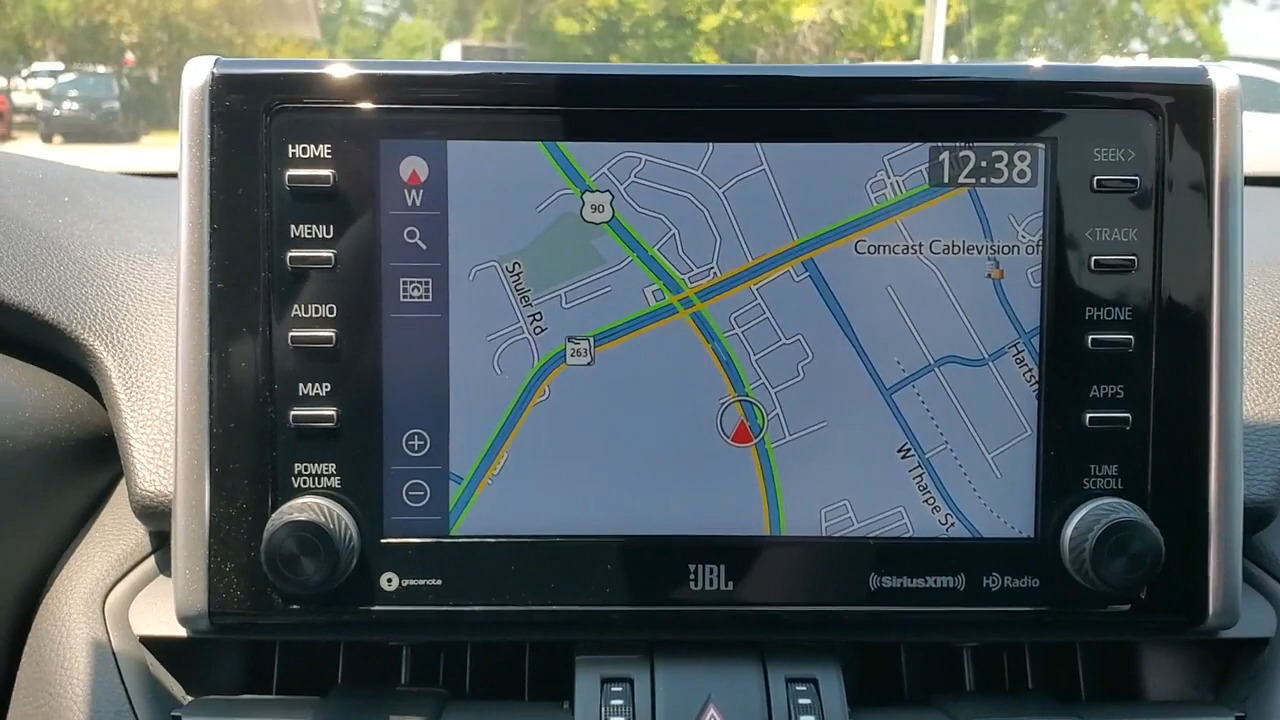 HOME
MENU
AUDIO
MAP
POWER
VOLUME
W
90
12:38
Comcast Cablevision of
Shuler Rd
263
Hartsf
W Tharpe St
SEEK>
<TRACK
PHONE
APPS
TUNE
SCROLL
gracenote
JBL
((SiriusXM))
HD Radio